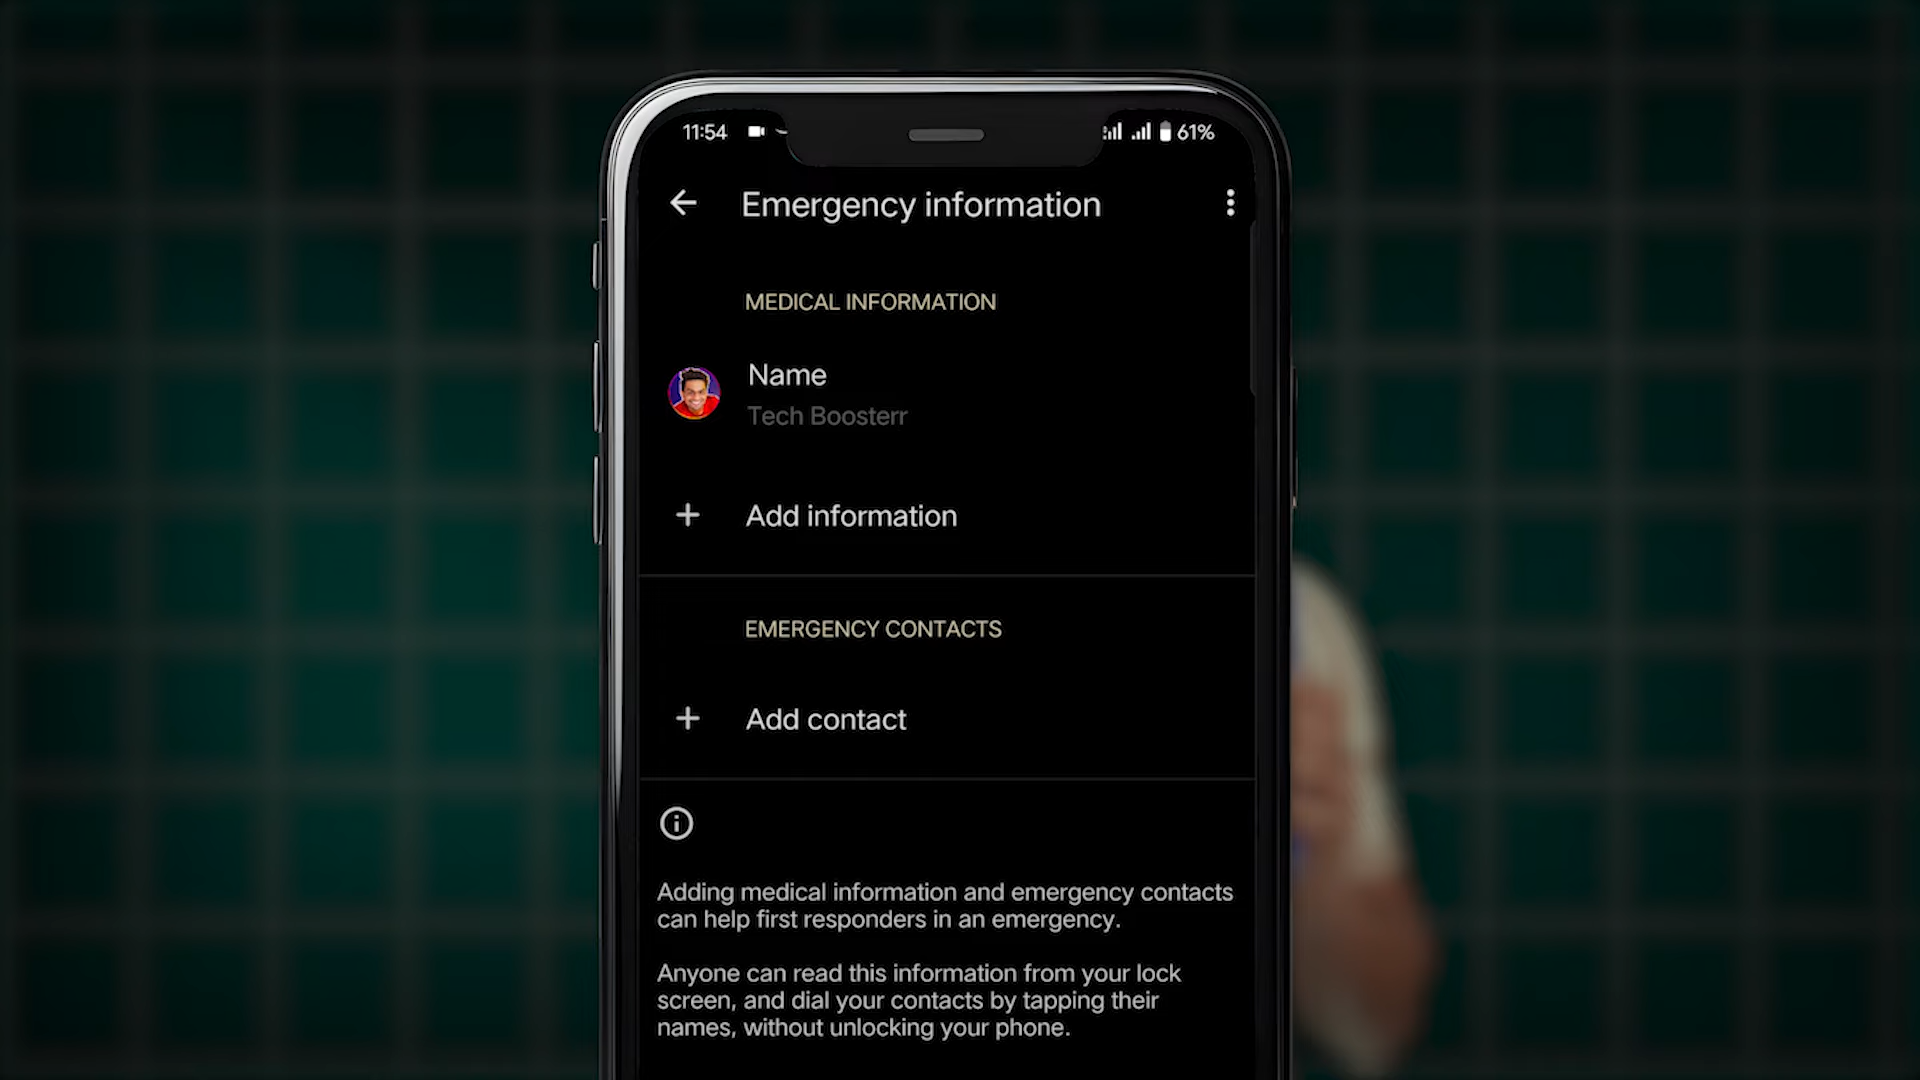 11:54
61%
Emergency information
MEDICAL INFORMATION
Name
Tech Boosterr
Add information
EMERGENCY CONTACTS
Add contact
Adding medical information and emergency contacts
can help first responders in an emergency.
Anyone can read this information from your lock
screen, and dial your contacts by tapping their
names, without unlocking your phone.